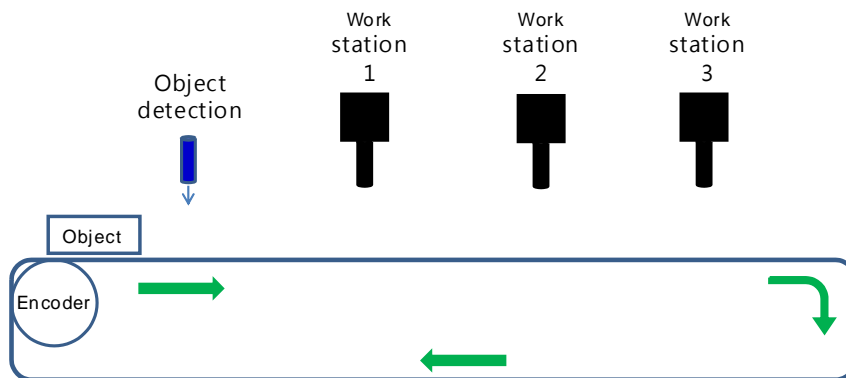 Work
station
1
Work
station
2
Work
station
3
Object
detection
Object
Encoder